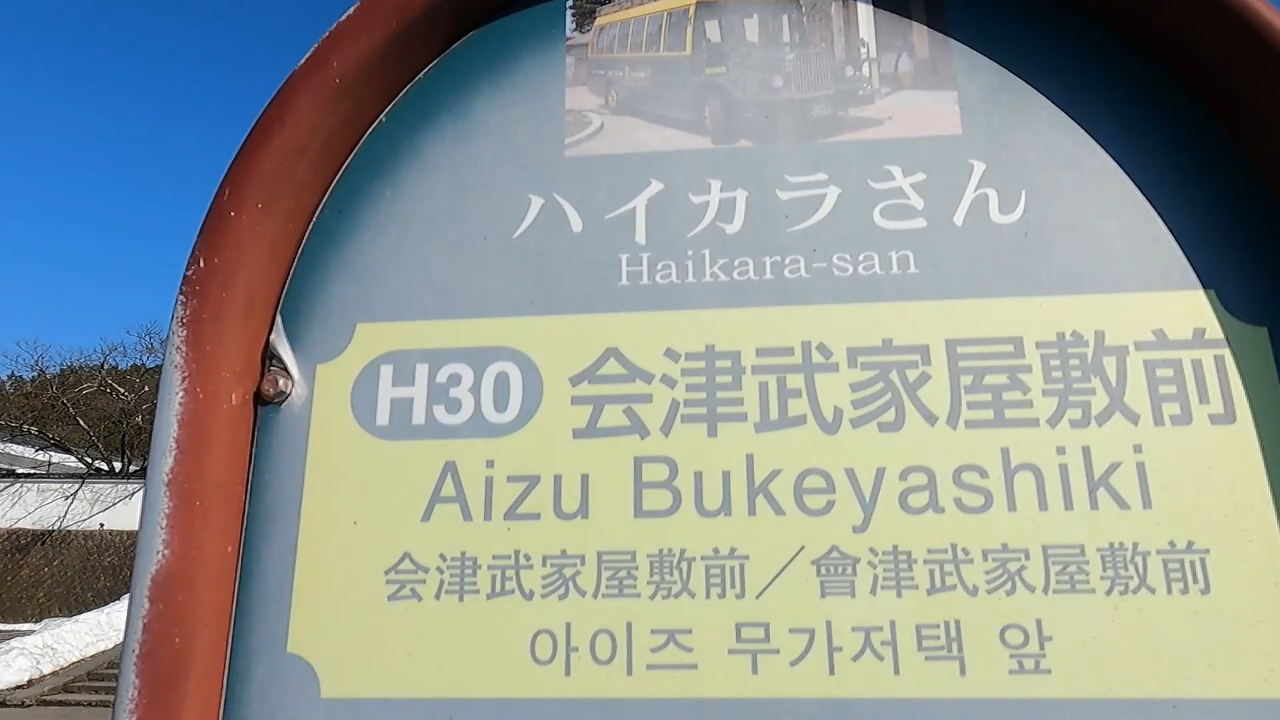 ハイカラさん
Haikara-san
H30 会津武家屋敷前
Aizu Bukeyashiki
会津武家屋敷前／會津武家屋敷前
아이즈 무가저택 앞